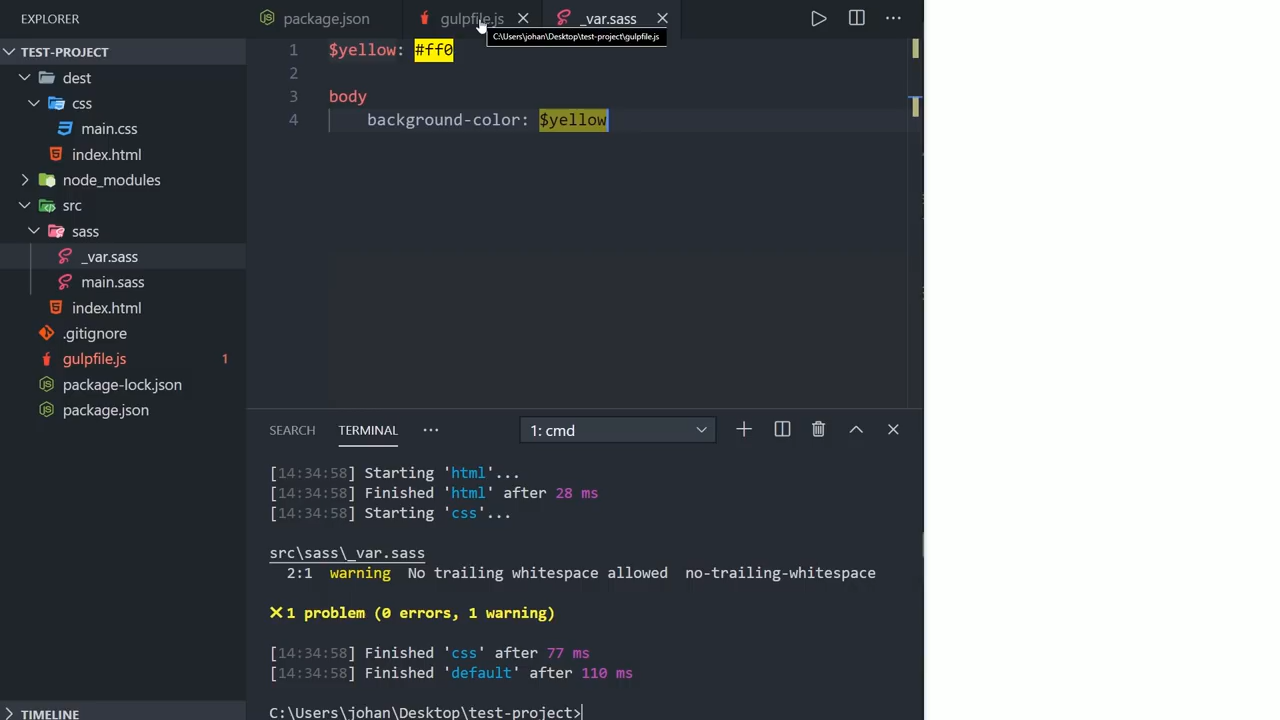 EXPLORER
package.json
gulpfile.js
_var.sass
C:\Users\johan\Desktop\test-project\gulpfile.js
TEST-PROJECT
dest
css
main.css
index.html
node_modules
src
sass
_var.sass
main.sass
index.html
.gitignore
gulpfile.js 1
package-lock.json
package.json
TIMELINE
1 $yellow: #ff0
2
3 body
4 background-color: $yellow
SEARCH TERMINAL 1: cmd
[14:34:58] Starting 'html'...
[14:34:58] Finished 'html' after 28 ms
[14:34:58] Starting 'css'...
src\sass\_var.sass
2:1 warning No trailing whitespace allowed no-trailing-whitespace
✕ 1 problem (0 errors, 1 warning)
[14:34:58] Finished 'css' after 77 ms
[14:34:58] Finished 'default' after 110 ms
C:\Users\johan\Desktop\test-project>